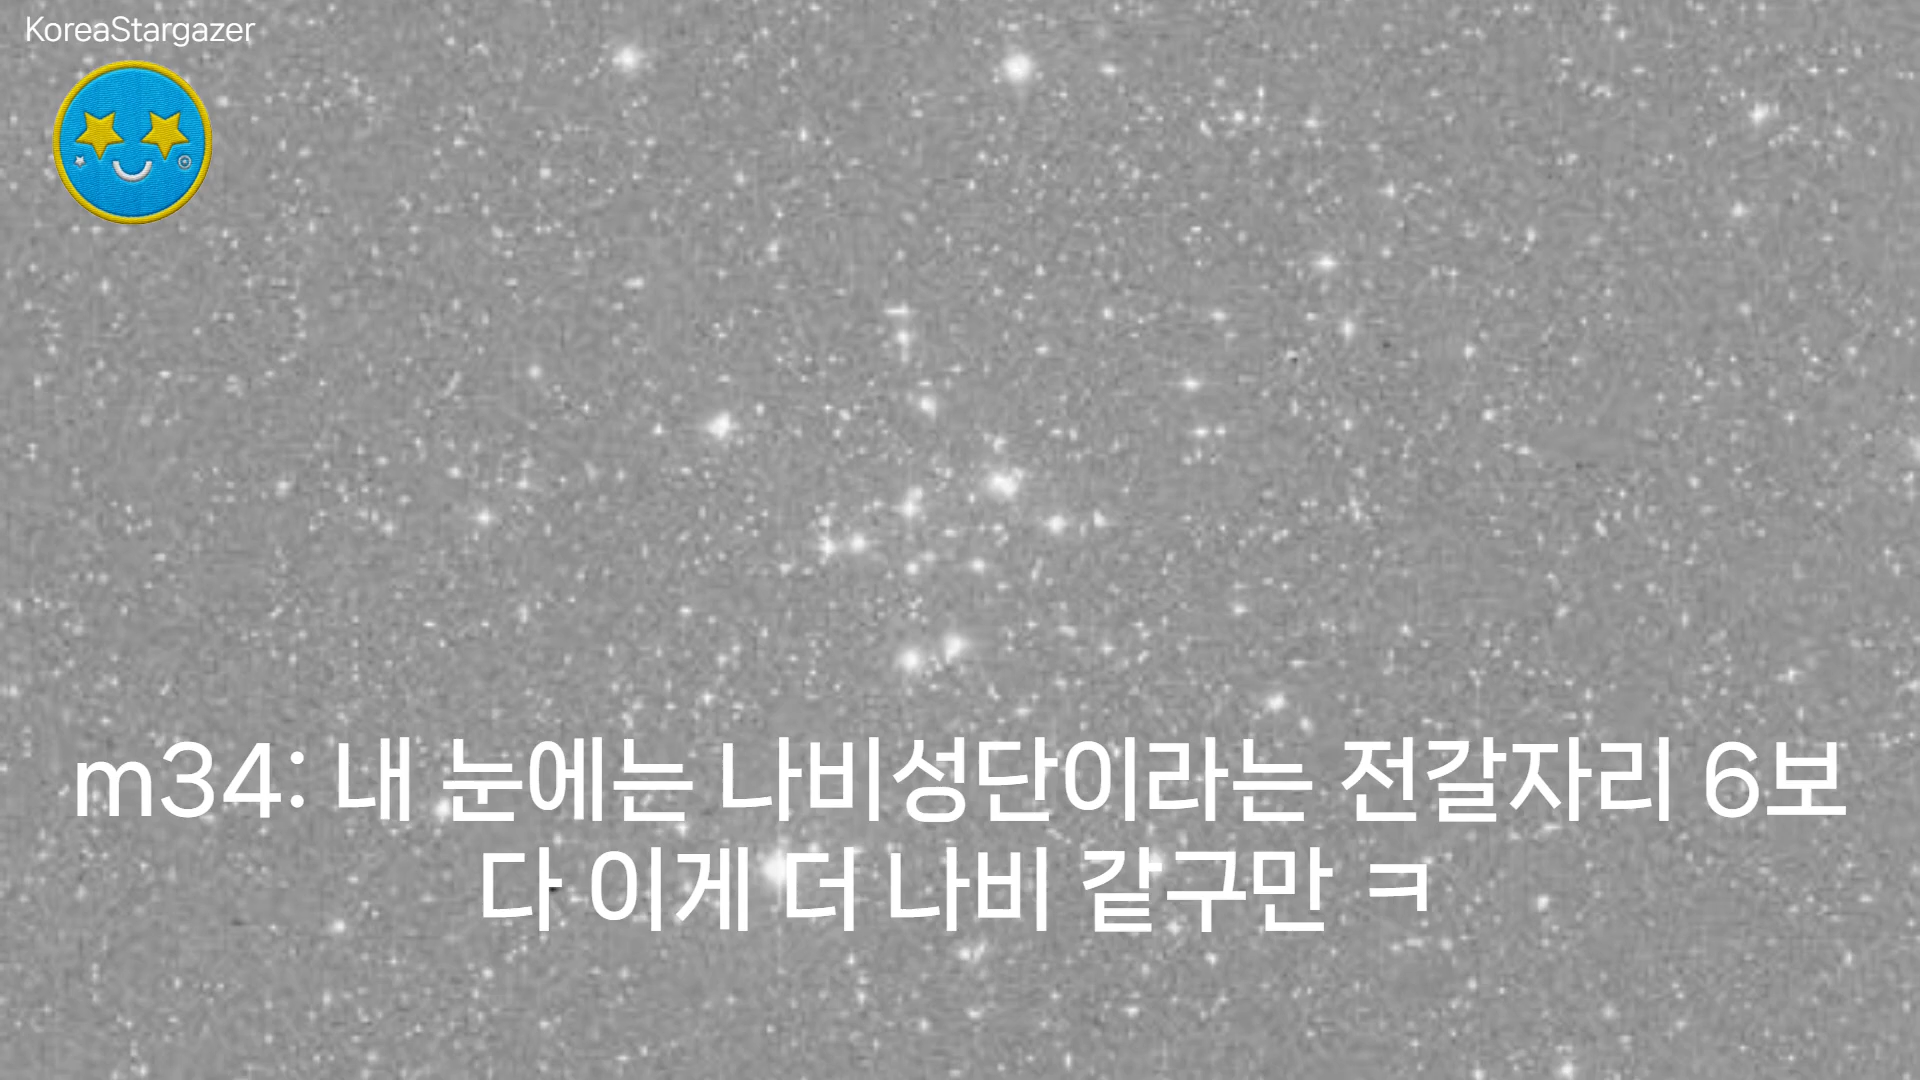 KoreaStargazer
m34: 내 눈에는 나비성단이라는 전갈자리 6보
다 이게 더 나비 같구만 ㅋ